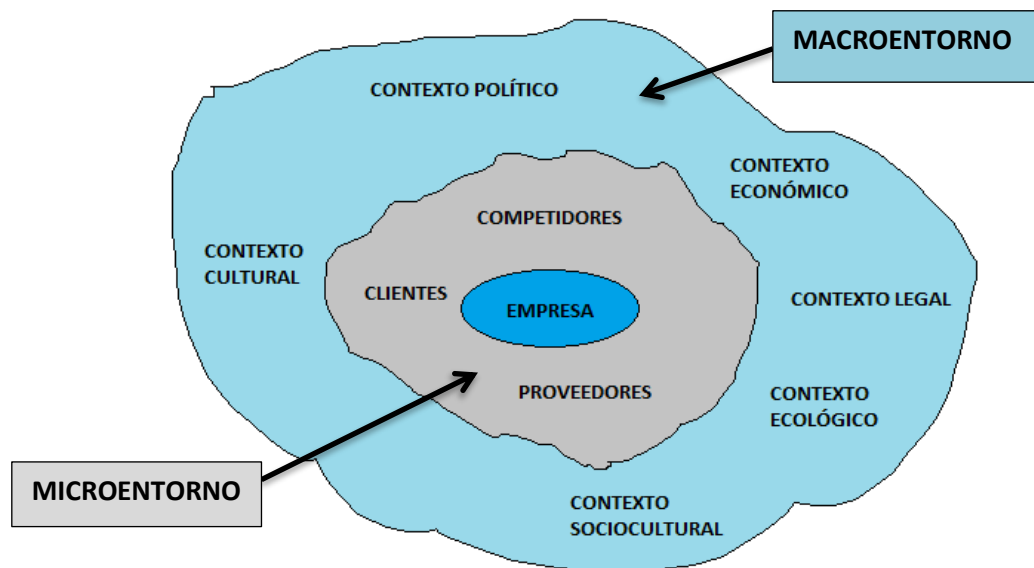 MACROENTORNO
CONTEXTO POLÍTICO
CONTEXTO
ECONÓMICO
COMPETIDORES
CONTEXTO
CULTURAL
CLIENTES
EMPRESA
CONTEXTO LEGAL
PROVEEDORES
CONTEXTO
ECOLÓGICO
MICROENTORNO
CONTEXTO
SOCIOCULTURAL